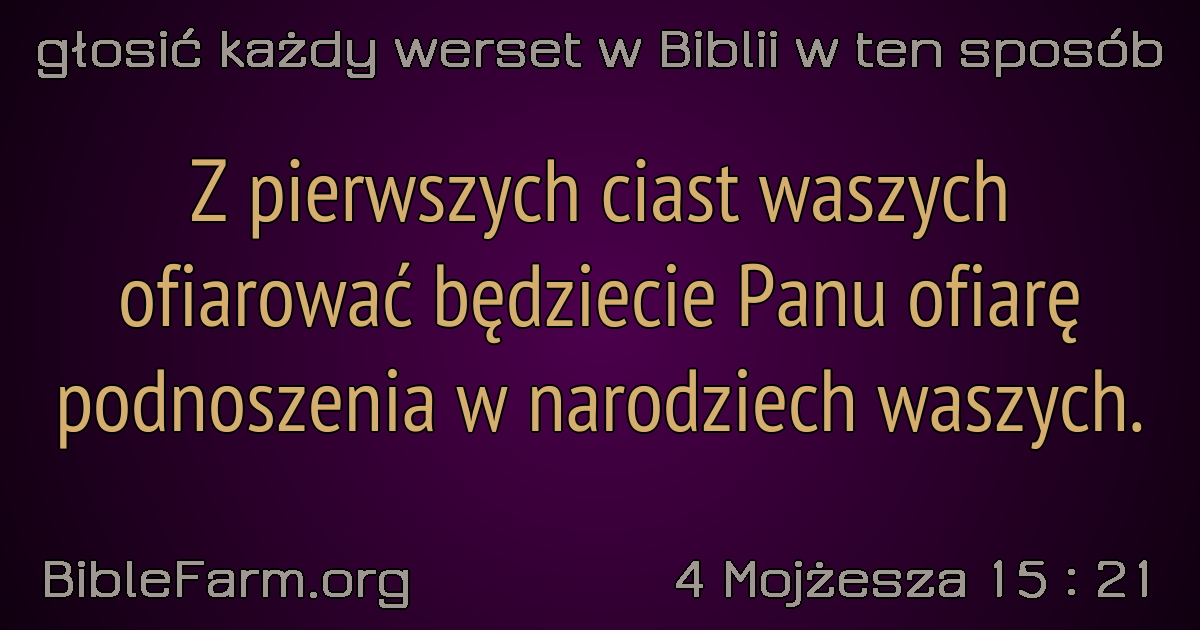 głosić każdy werset w Biblii w ten sposób
Z pierwszych ciast waszych
ofiarować będziecie Panu ofiarę
podnoszenia w narodziech waszych.
BibleFarm.org
4 Mojżesza 15 : 21